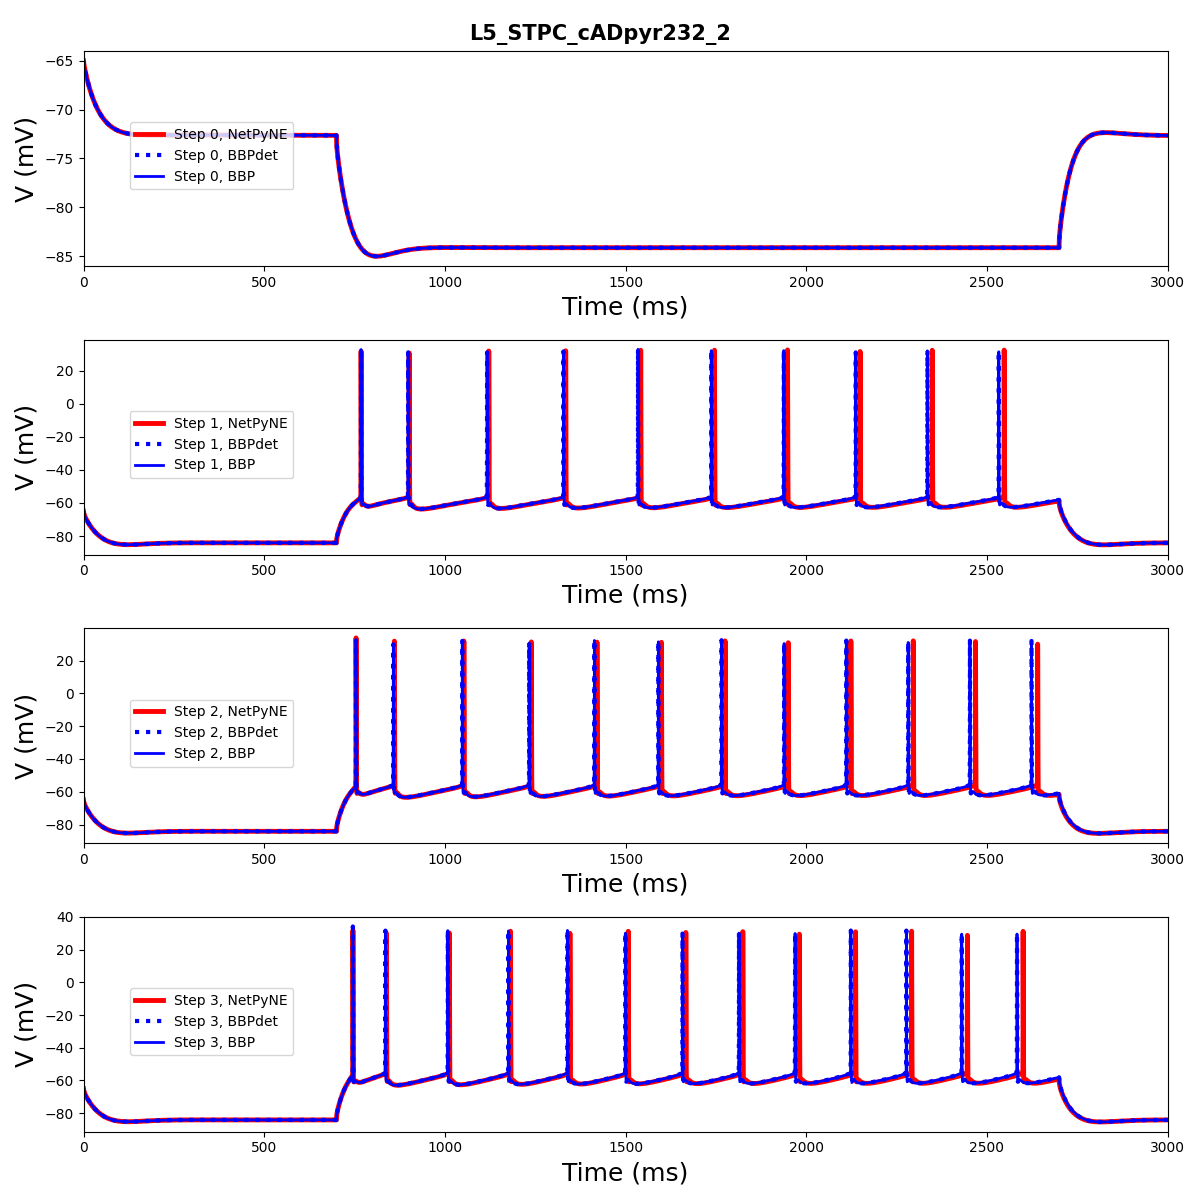 L5_STPC_cADpyr232_2
V (mV)
−65
−70
−75
−80
−85
Step 0, NetPyNE
Step 0, BBPdet
Step 0, BBP
0 500 1000 1500 2000 2500 3000
Time (ms)
V (mV)
20
0
−20
−40
−60
−80
Step 1, NetPyNE
Step 1, BBPdet
Step 1, BBP
0 500 1000 1500 2000 2500 3000
Time (ms)
V (mV)
20
0
−20
−40
−60
−80
Step 2, NetPyNE
Step 2, BBPdet
Step 2, BBP
0 500 1000 1500 2000 2500 3000
Time (ms)
V (mV)
40
20
0
−20
−40
−60
−80
Step 3, NetPyNE
Step 3, BBPdet
Step 3, BBP
0 500 1000 1500 2000 2500 3000
Time (ms)